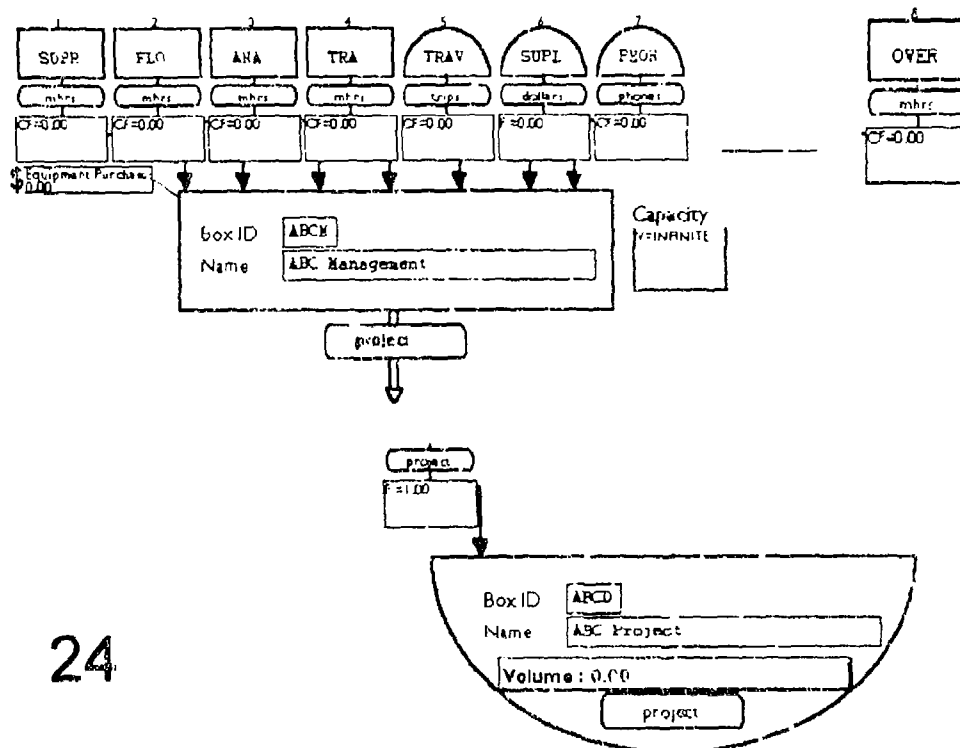 1 2 3 4 5 6 7 8
SUPR FLO ANA TRA TRAV SUPL PHON OVER
mhrs mhrs mhrs mhrs trips dollars phones mhrs
CF=0.00 CF=0.00 CF=0.00 CF=0.00 CF=0.00 F=0.00 CF=0.00 CF=0.00
Equipment Purchase
0.00
box ID ABCM
Name ABC Management
Capacity
Y=INFINITE
project
project
F=1.00
Box ID ABCD
Name ABC Project
Volume : 0.00
project
24